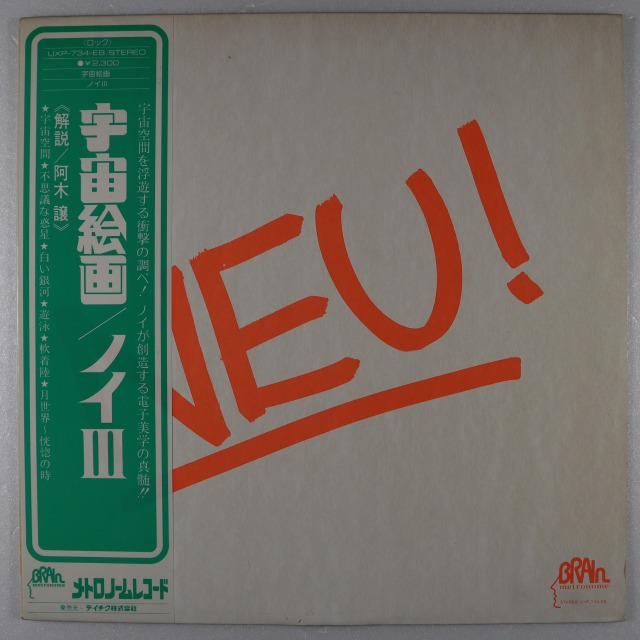 (ロック)
UXP-734-EB STEREO
●¥2,300
宇宙絵画
ノイIII
宇宙空間を浮遊する衝撃の調べ! ノイが創造する電子美学の真髄!!
宇宙絵画/ノイIII
《解説/阿木 譲》
★宇宙空間★不思議な惑星★白い銀河★遊泳★軟着陸★月世界〜恍惚の時
BRAIN
metronome
メトロノームレコード
発売元・テイチク株式会社
NEU!
BRAIN
metronome